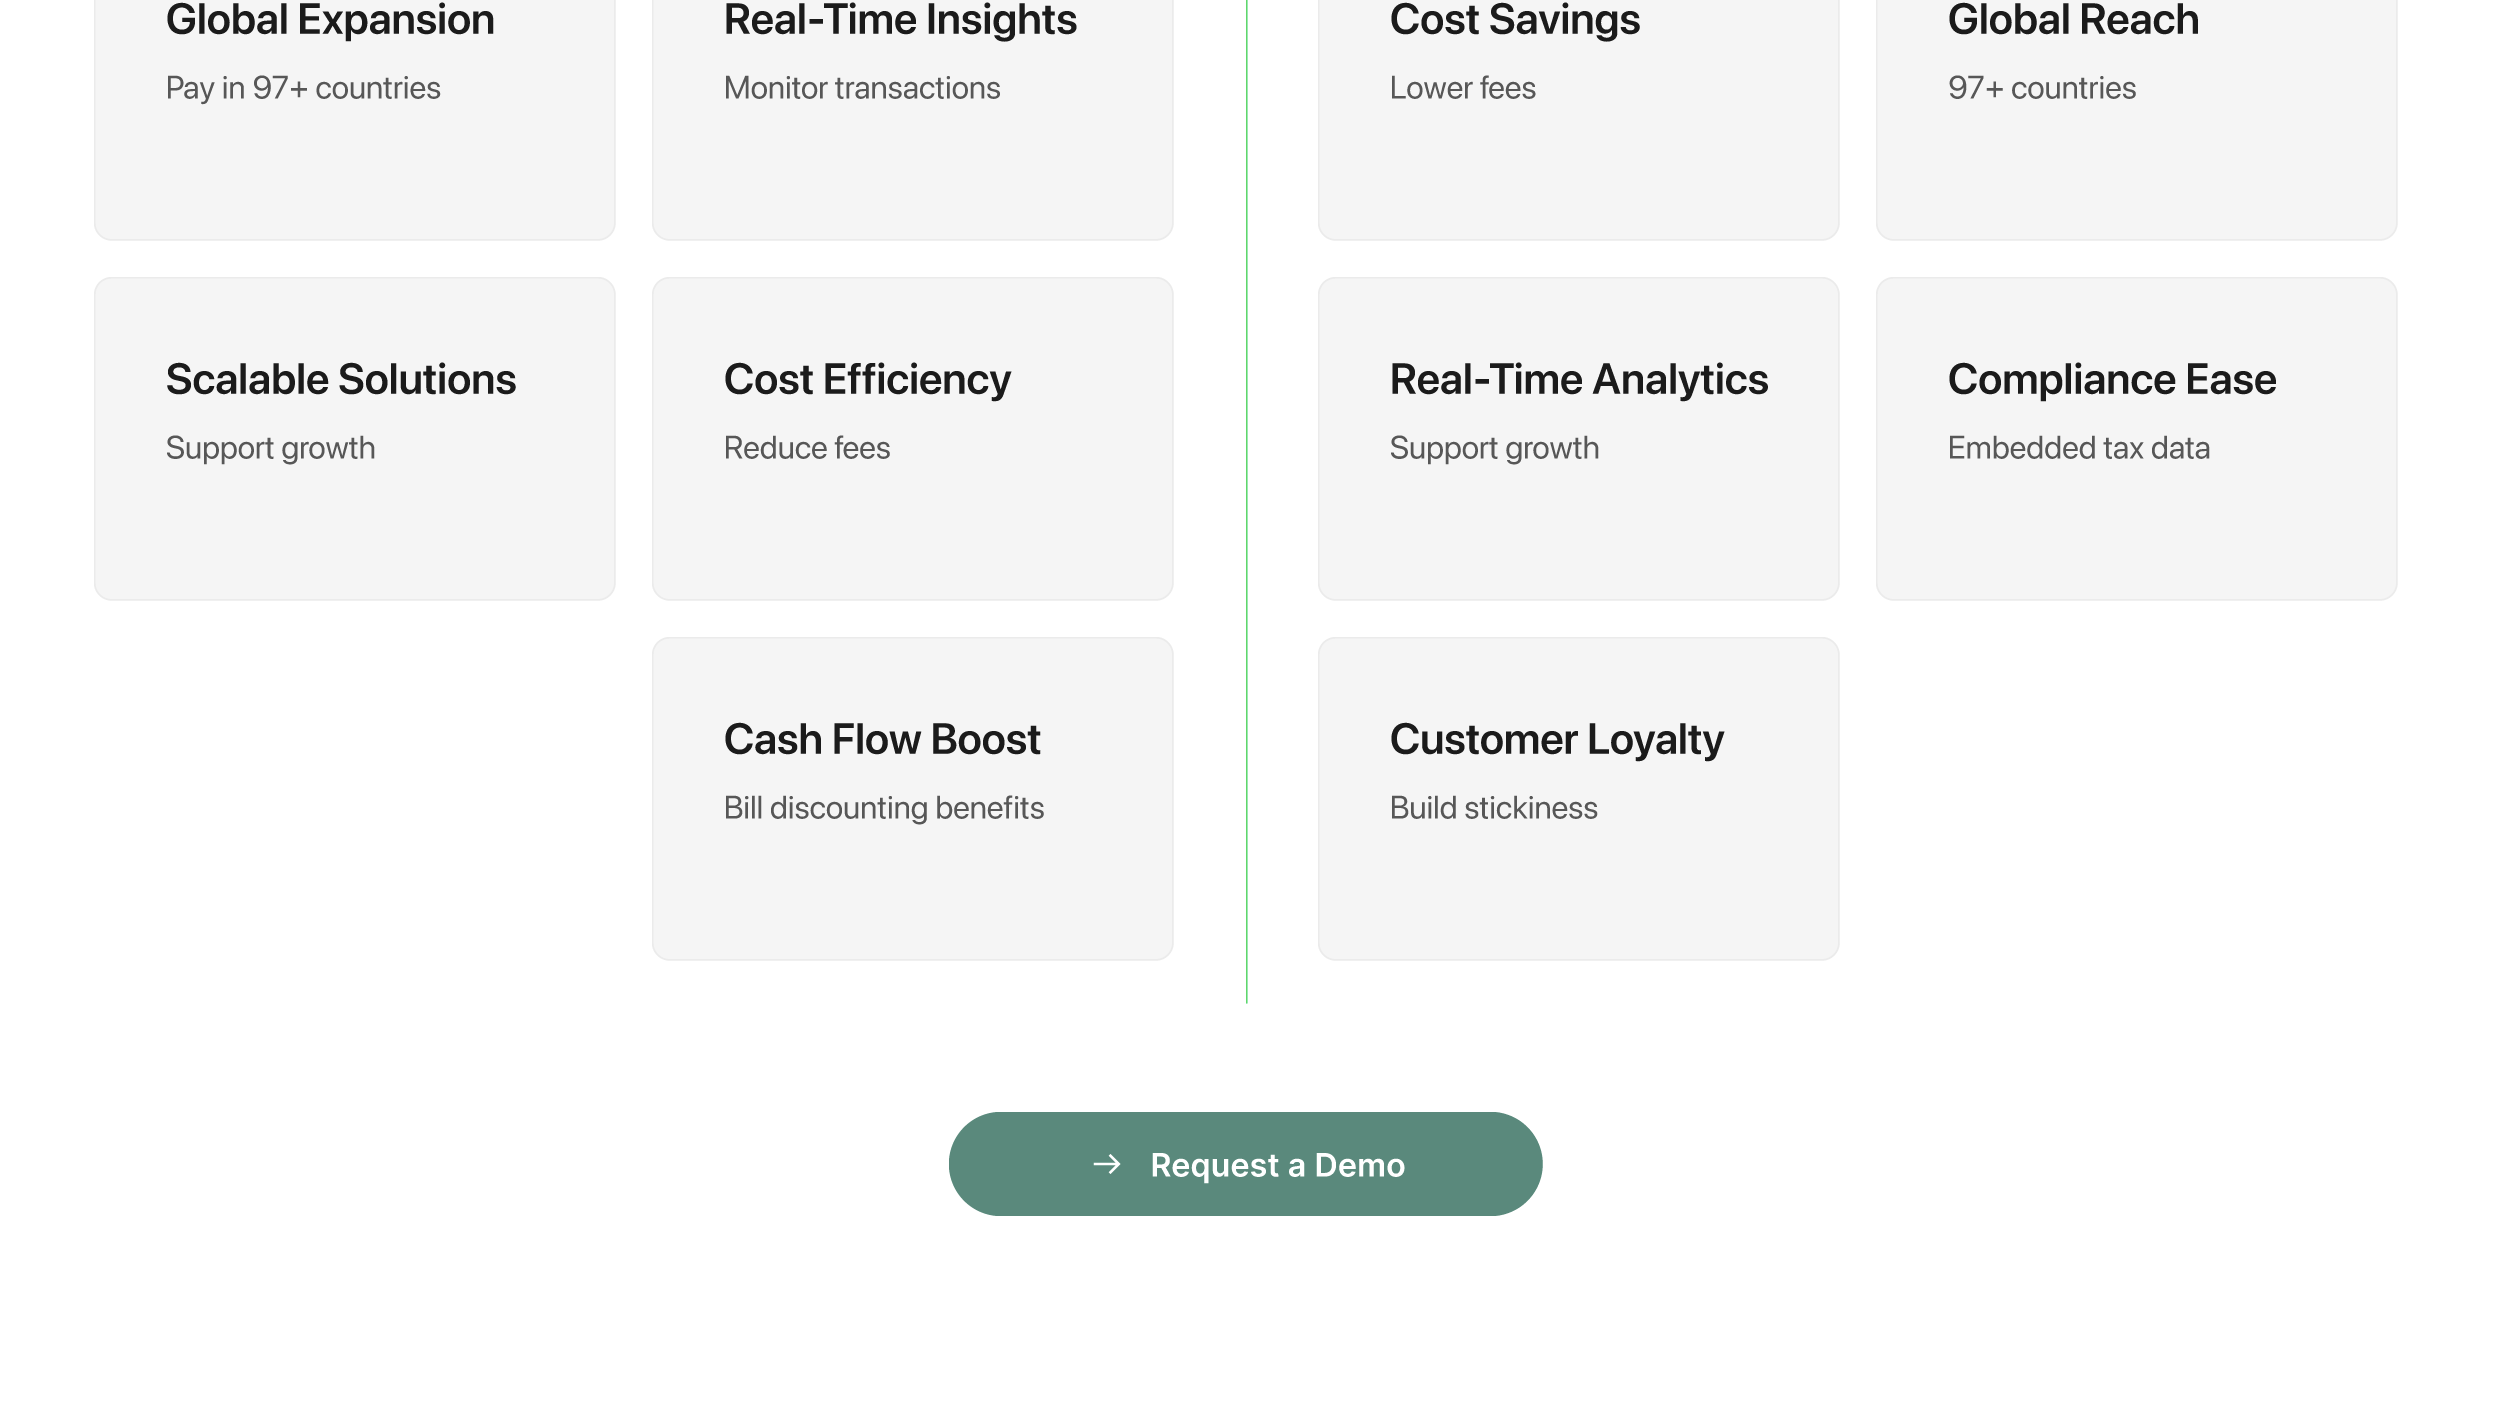 Global Expansion
Pay in 97+ countries
Real-Time Insights
Monitor transactions
Cost Savings
Lower fees
Global Reach
97+ countries
Scalable Solutions
Support growth
Cost Efficiency
Reduce fees
Real-Time Analytics
Support growth
Compliance Ease
Embedded tax data
Cash Flow Boost
Bill discounting benefits
Customer Loyalty
Build stickiness
Request a Demo